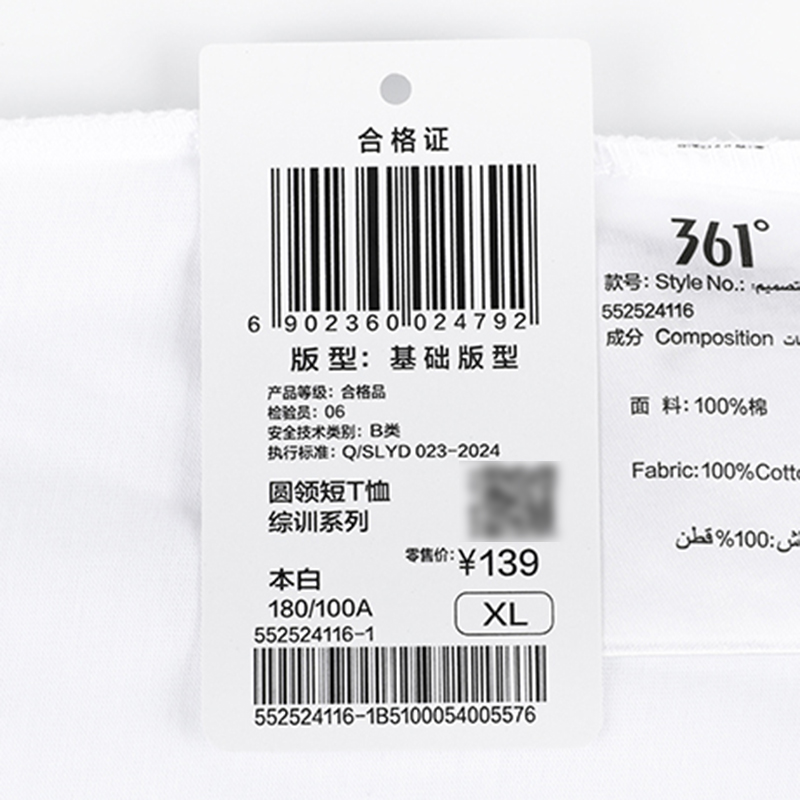 合格证
6 902360 024792
版型：基础版型
产品等级：合格品
检验员：06
安全技术类别：B类
执行标准：Q/SLYD 023-2024
圆领短T恤
综训系列
零售价：¥139
本白
180/100A
XL
552524116-1
552524116-1B5100054005576
361°
款号：Style No.: تصميم:
552524116
成分 Composition
面 料：100%棉
Fabric:100%Cotto
ش:100% قطن